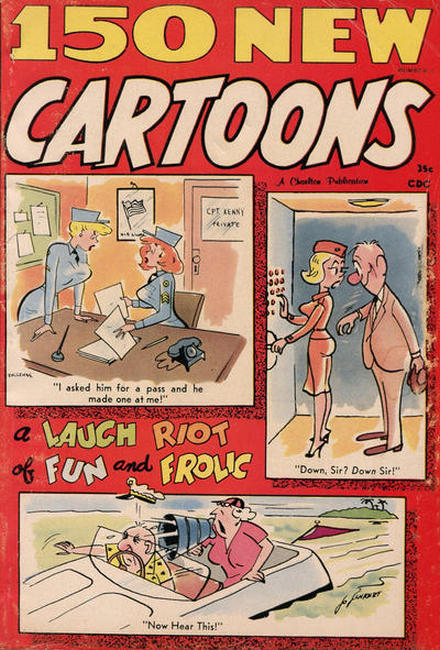 150 NEW
CARTOONS
35c
A Charlton Publication
CDC
CPT. KENNY
PRIVATE
"I asked him for a pass and he
made one at me!"
"Down, Sir? Down Sir!"
a LAUGH RIOT
of FUN and FROLIC
"Now Hear This!"